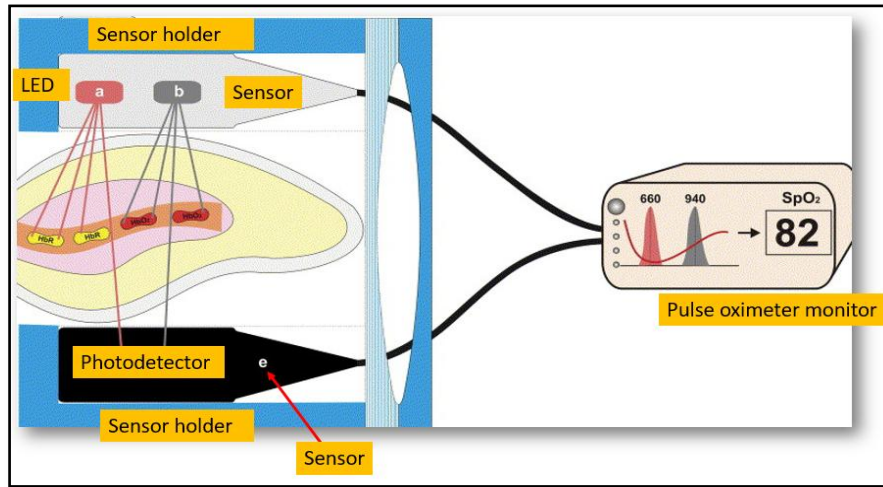 Sensor holder
LED
a
b
Sensor
HbR
HbR
HbO₂
HbO₂
660
940
SpO₂
82
Pulse oximeter monitor
Photodetector
e
Sensor holder
Sensor